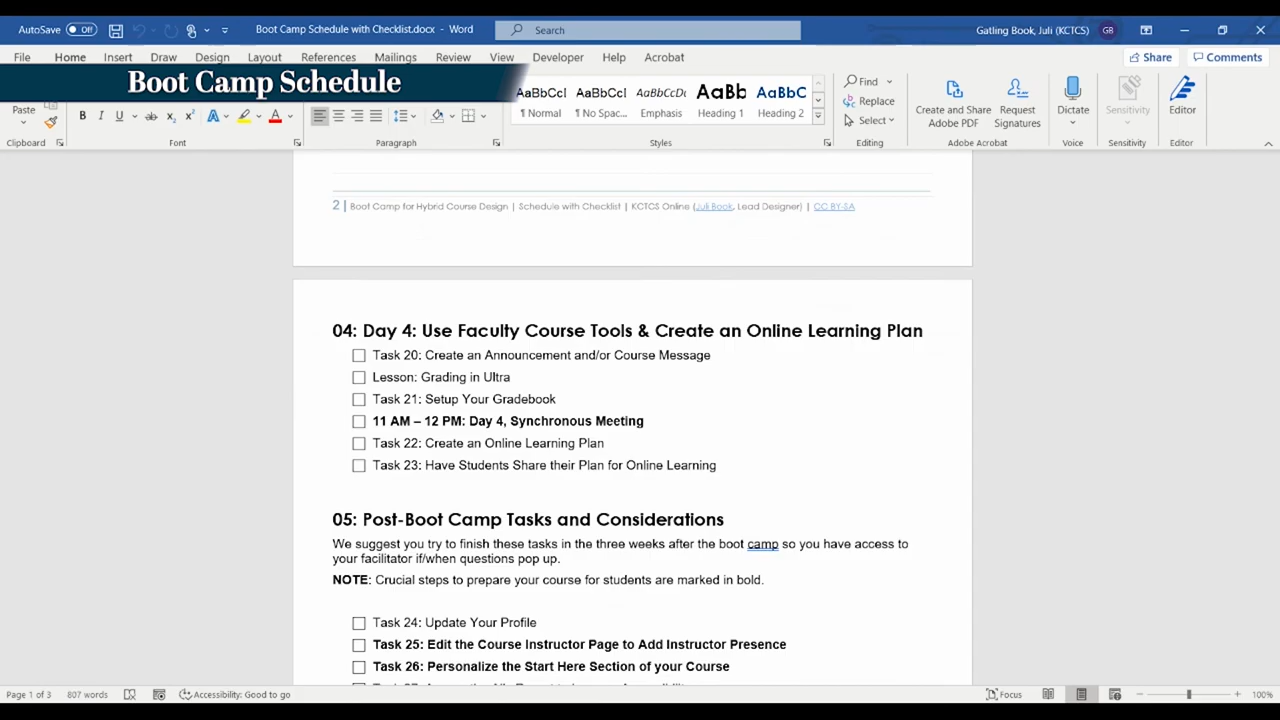 AutoSave Off Boot Camp Schedule with Checklist.docx - Word Search Gatling Book, Juli (KCTCS) GB
File Home Insert Draw Design Layout References Mailings Review View Developer Help Acrobat Share Comments
Boot Camp Schedule
AaBbCcI AaBbCcI AaBbCcDc AaBb AaBbC
¶ Normal ¶ No Spac... Emphasis Heading 1 Heading 2
Find
Replace
Select
Create and Share Adobe PDF
Request Signatures
Dictate
Sensitivity
Editor
Paste
Clipboard Font Paragraph Styles Editing Adobe Acrobat Voice Sensitivity Editor
2 | Boot Camp for Hybrid Course Design | Schedule with Checklist | KCTCS Online (Juli Book, Lead Designer) | CC BY-SA
04: Day 4: Use Faculty Course Tools & Create an Online Learning Plan
Task 20: Create an Announcement and/or Course Message
Lesson: Grading in Ultra
Task 21: Setup Your Gradebook
11 AM – 12 PM: Day 4, Synchronous Meeting
Task 22: Create an Online Learning Plan
Task 23: Have Students Share their Plan for Online Learning
05: Post-Boot Camp Tasks and Considerations
We suggest you try to finish these tasks in the three weeks after the boot camp so you have access to
your facilitator if/when questions pop up.
NOTE: Crucial steps to prepare your course for students are marked in bold.
Task 24: Update Your Profile
Task 25: Edit the Course Instructor Page to Add Instructor Presence
Task 26: Personalize the Start Here Section of your Course
Page 1 of 3 807 words Accessibility: Good to go Focus 100%